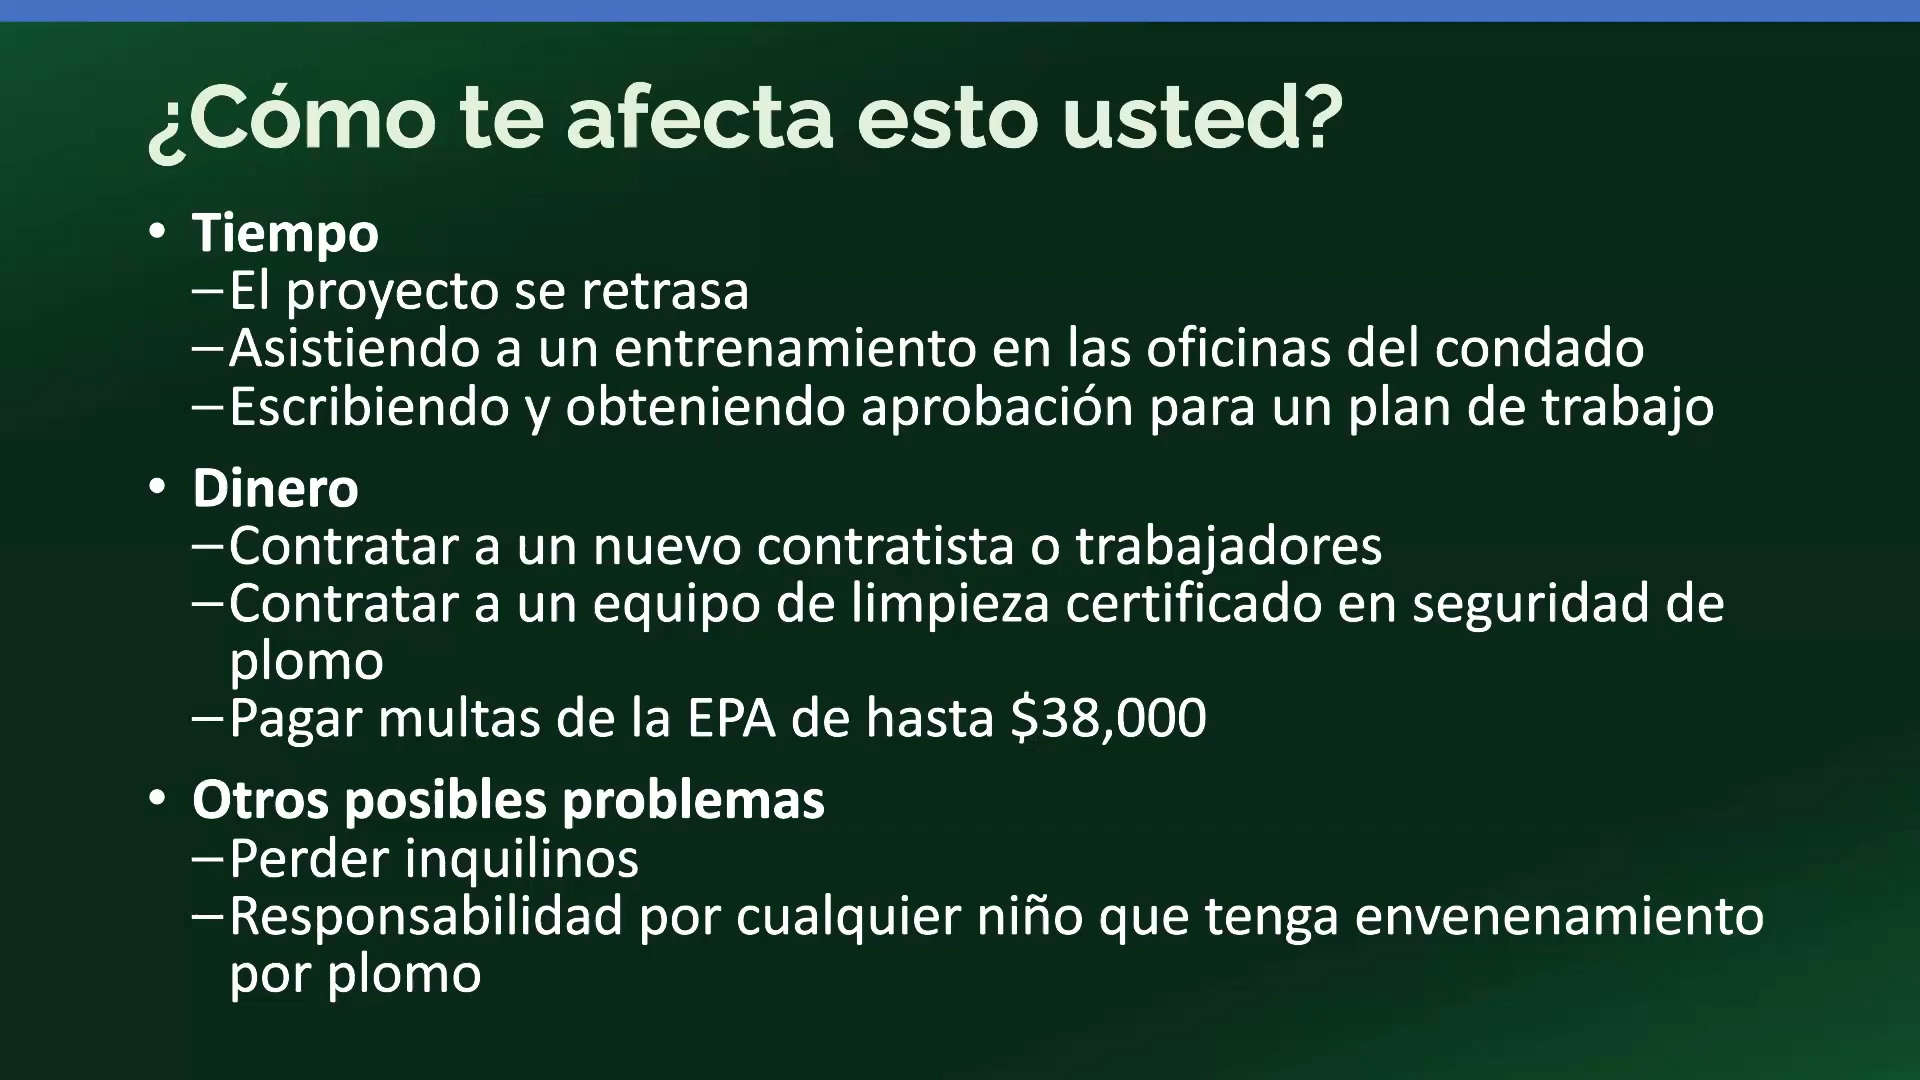 ¿Cómo te afecta esto usted?
• Tiempo
–El proyecto se retrasa
–Asistiendo a un entrenamiento en las oficinas del condado
–Escribiendo y obteniendo aprobación para un plan de trabajo
• Dinero
–Contratar a un nuevo contratista o trabajadores
–Contratar a un equipo de limpieza certificado en seguridad de
plomo
–Pagar multas de la EPA de hasta $38,000
• Otros posibles problemas
–Perder inquilinos
–Responsabilidad por cualquier niño que tenga envenenamiento
por plomo